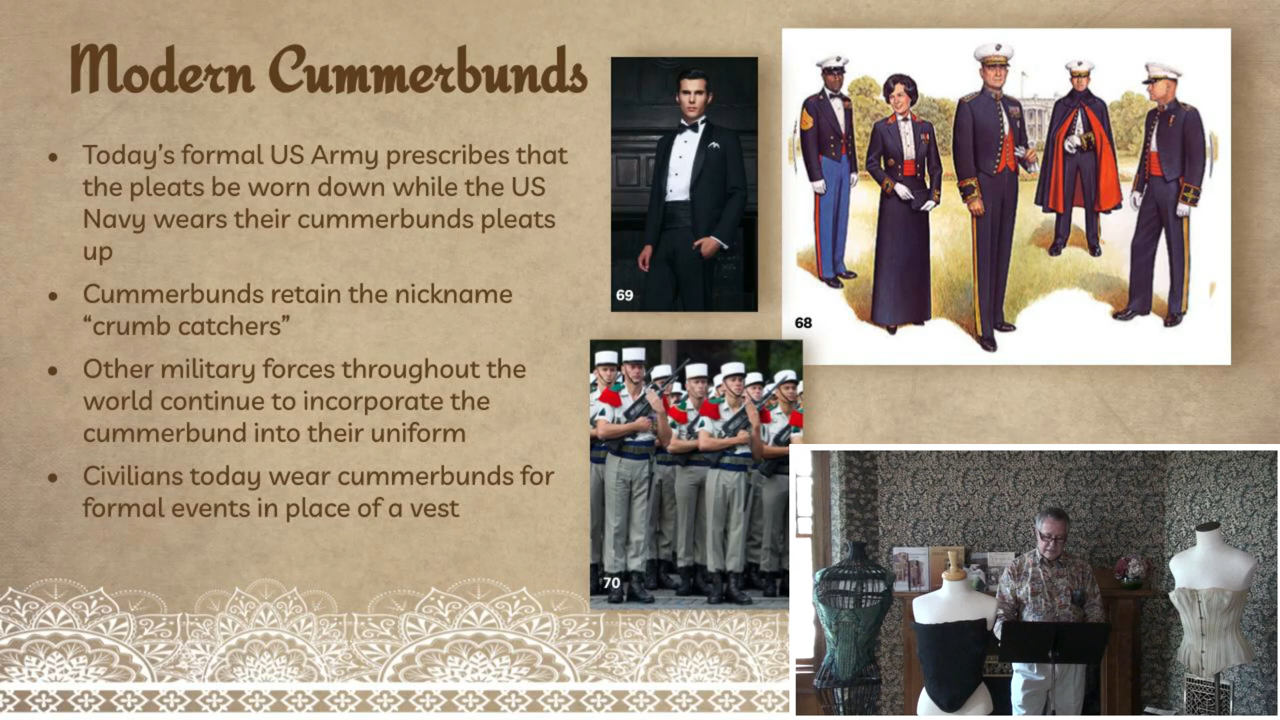 Modern Cummerbunds
• Today’s formal US Army prescribes that
the pleats be worn down while the US
Navy wears their cummerbunds pleats
up
• Cummerbunds retain the nickname
“crumb catchers”
• Other military forces throughout the
world continue to incorporate the
cummerbund into their uniform
• Civilians today wear cummerbunds for
formal events in place of a vest
69
68
70